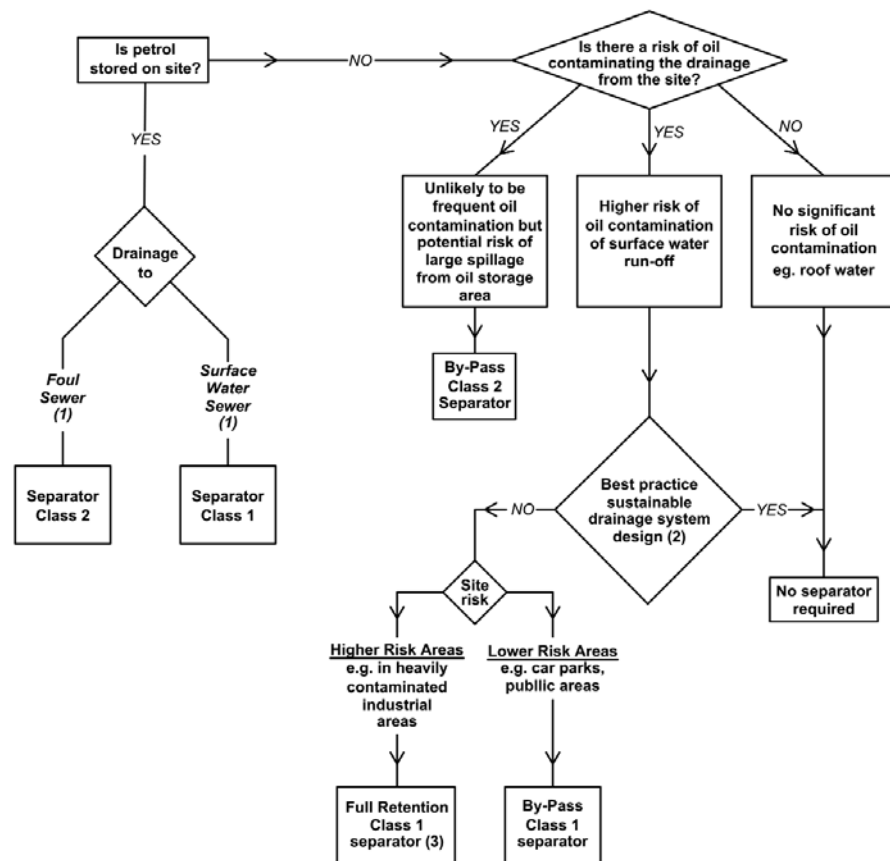 Is petrol
stored on site?
NO
Is there a risk of oil
contaminating the drainage
from the site?
YES
YES
YES
NO
Unlikely to be
frequent oil
contamination but
potential risk of
large spillage
from oil storage
area
Higher risk of
oil contamination
of surface water
run-off
No significant
risk of oil
contamination
eg. roof water
Drainage
to
Foul
Sewer
(1)
Surface
Water
Sewer
(1)
By-Pass
Class 2
Separator
Separator
Class 2
Separator
Class 1
Best practice
sustainable
drainage system
design (2)
NO
YES
Site
risk
No separator
required
Higher Risk Areas
e.g. in heavily
contaminated
industrial
areas
Lower Risk Areas
e.g. car parks,
publlic areas
Full Retention
Class 1
separator (3)
By-Pass
Class 1
separator